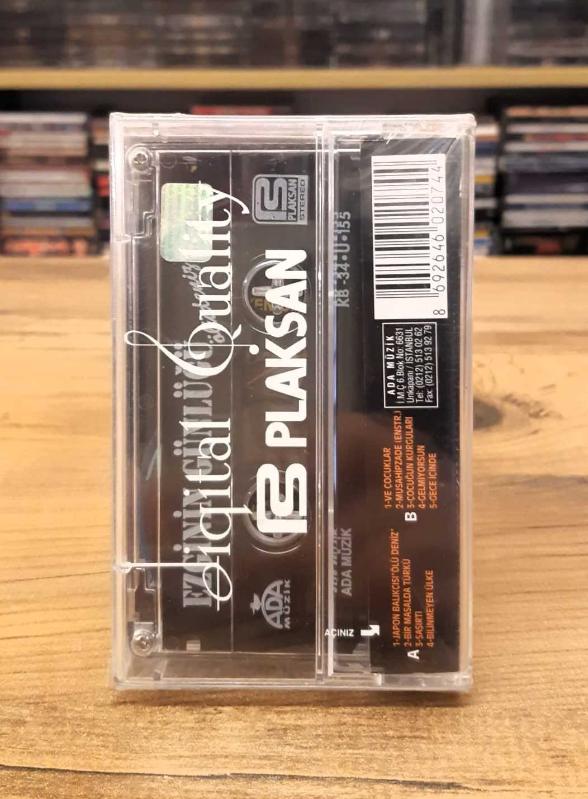 Digital Quality
PLAKSAN
PLAKSAN
STEREO
EZGİNİN GÜNLÜĞÜ
KB-34-U-155
ADA
MÜZİK
ADA MÜZİK
AÇINIZ
A
1-JAPON BALIKÇISI"ÖLÜ DENİZ"
2-BİR MASALDA TÜRKÜ
3-ŞAŞIRTI
4-BİLİNMEYEN ÜLKE
B
1-VE ÇOCUKLAR
2-MUSAHİPZADE (ENSTR.)
3-ÇOCUĞUN KURGULARI
4-GELMİYORSUN
5-GECE İÇİNDE
ADA MÜZİK
İ.M.Ç 6.Blok No: 6631
Unkapanı / İSTANBUL
Tel: (0212) 513 02 62
Fax: (0212) 513 92 79
8 692646 020744